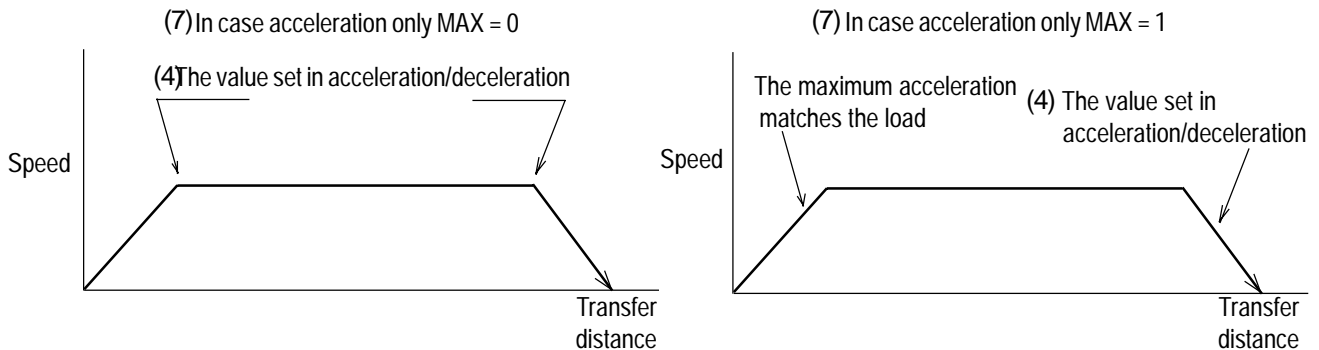 (7) In case acceleration only MAX = 0
(4)The value set in acceleration/deceleration
Speed
Transfer
distance
(7) In case acceleration only MAX = 1
The maximum acceleration
matches the load
(4) The value set in
acceleration/deceleration
Speed
Transfer
distance